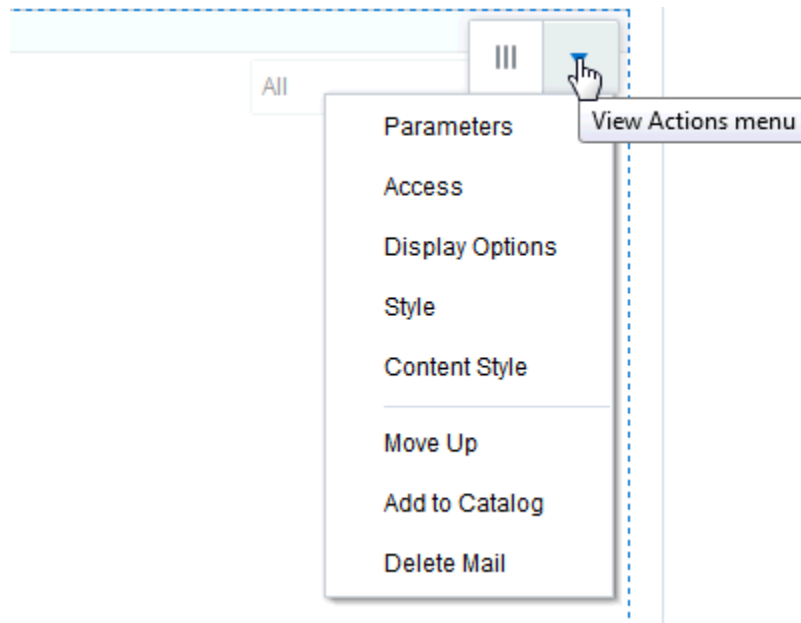 All
View Actions menu
Parameters
Access
Display Options
Style
Content Style
Move Up
Add to Catalog
Delete Mail